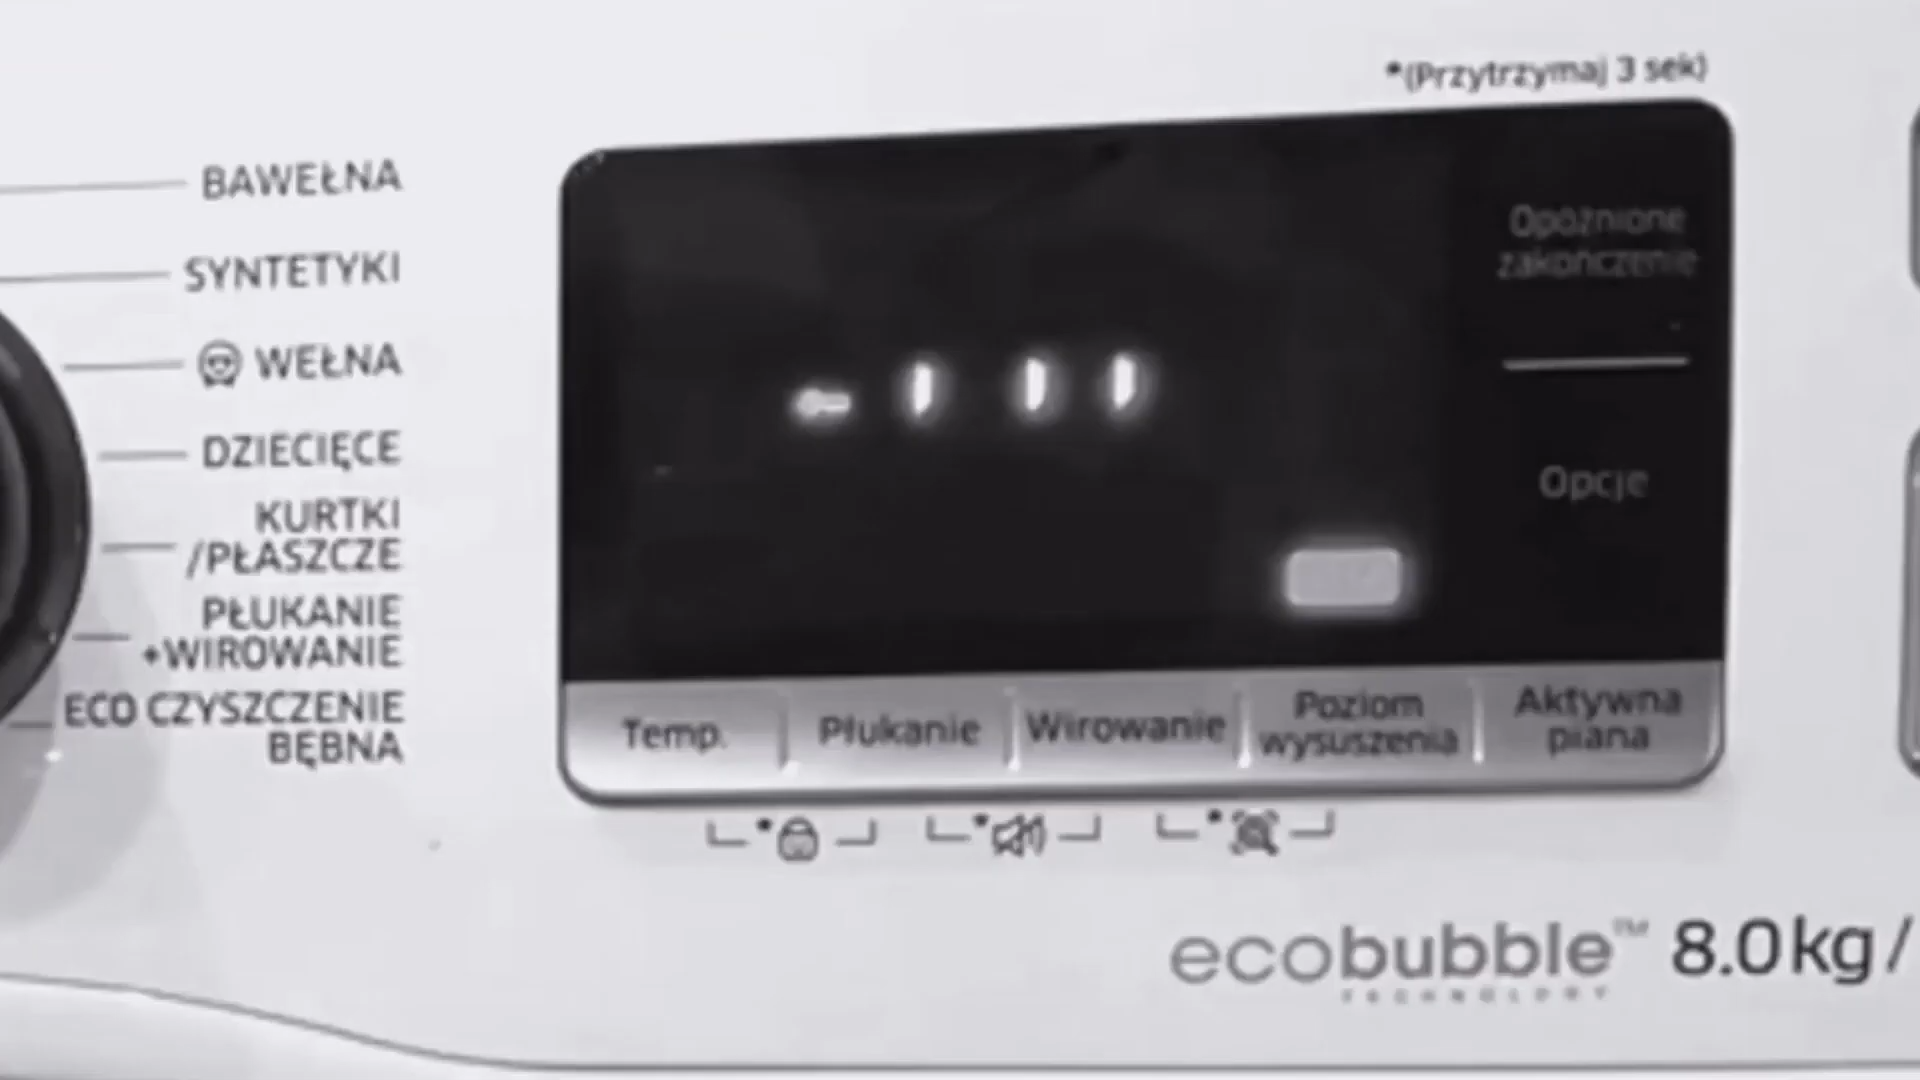 *(Przytrzymaj 3 sek)
BAWEŁNA
SYNTETYKI
WEŁNA
DZIECIĘCE
KURTKI
/PŁASZCZE
PŁUKANIE
+WIROWANIE
ECO CZYSZCZENIE
BĘBNA
Opóźnione
zakończenie
Opcje
Temp.
Płukanie
Wirowanie
Poziom
wysuszenia
Aktywna
piana
ecobubble™ 8.0kg/
TECHNOLOGY